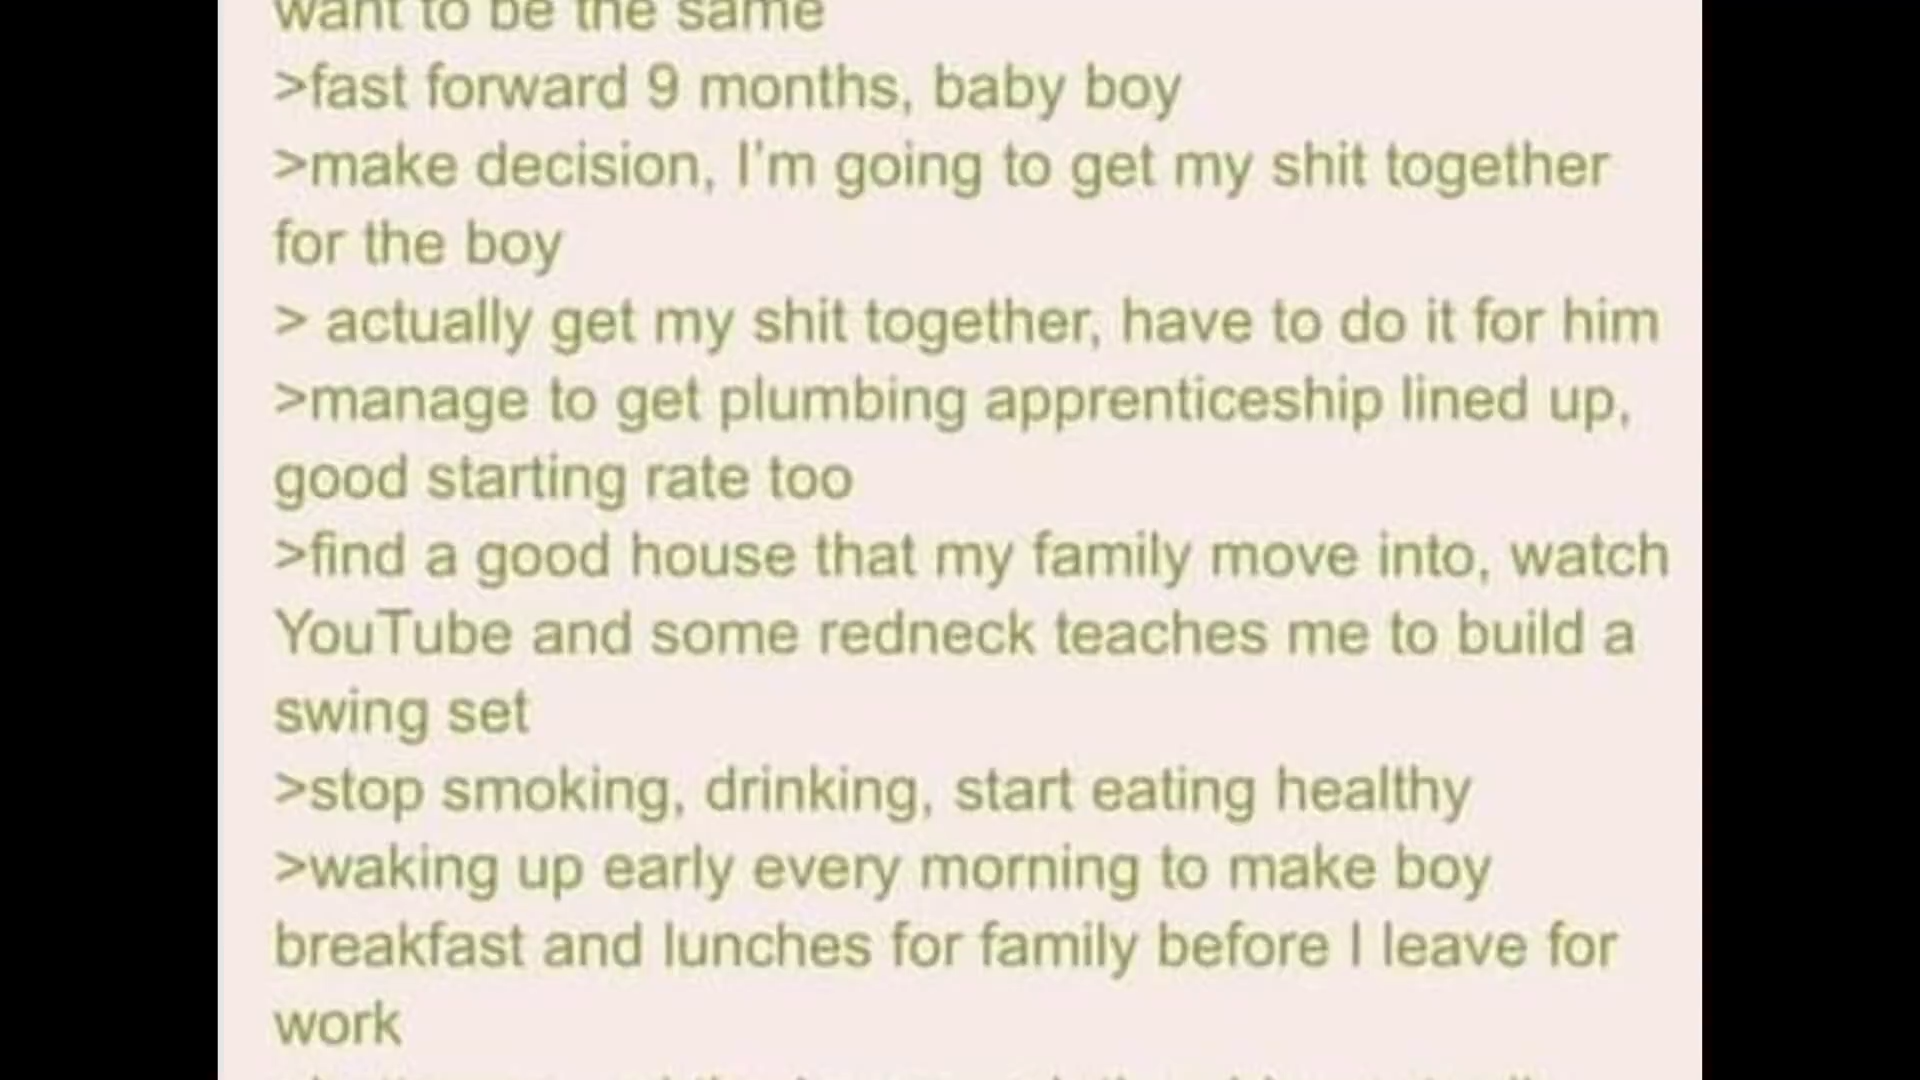 want to be the same
>fast forward 9 months, baby boy
>make decision, I'm going to get my shit together
for the boy
> actually get my shit together, have to do it for him
>manage to get plumbing apprenticeship lined up,
good starting rate too
>find a good house that my family move into, watch
YouTube and some redneck teaches me to build a
swing set
>stop smoking, drinking, start eating healthy
>waking up early every morning to make boy
breakfast and lunches for family before I leave for
work